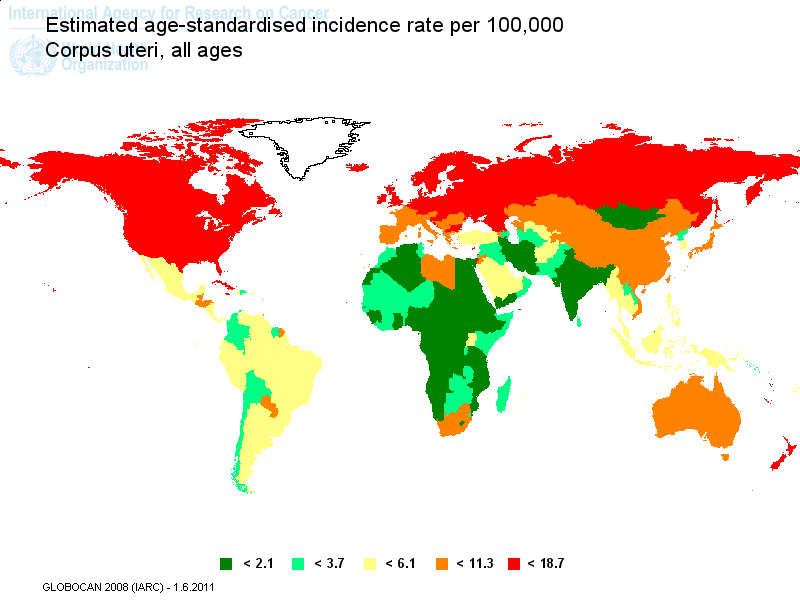 International Agency for Research on Cancer
Estimated age-standardised incidence rate per 100,000
Corpus uteri, all ages
Organization
< 2.1 < 3.7 < 6.1 < 11.3 < 18.7
GLOBOCAN 2008 (IARC) - 1.6.2011